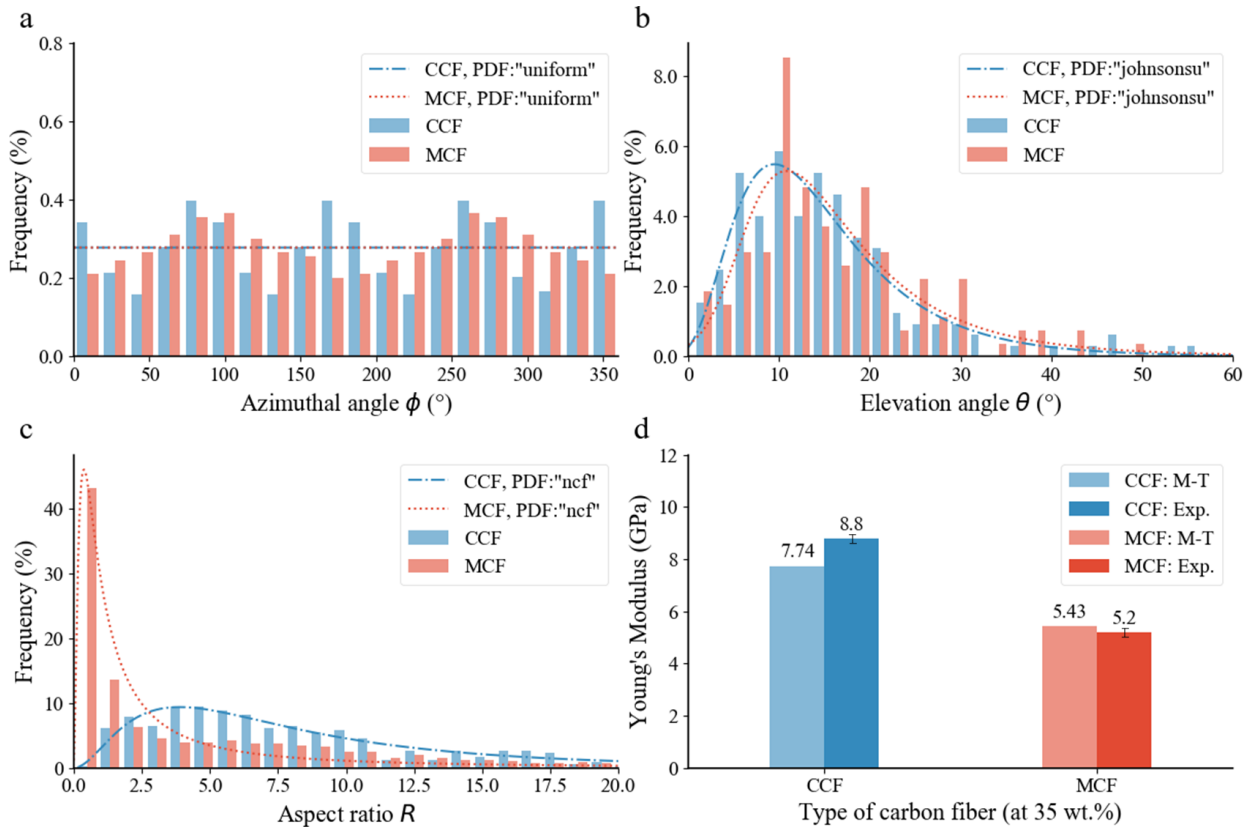 a
0.8
0.6
0.4
0.2
0.0
Frequency (%)
CCF, PDF:"uniform"
MCF, PDF:"uniform"
CCF
MCF
0 50 100 150 200 250 300 350
Azimuthal angle ϕ (°)
b
8.0
6.0
4.0
2.0
0.0
Frequency (%)
CCF, PDF:"johnsonsu"
MCF, PDF:"johnsonsu"
CCF
MCF
0 10 20 30 40 50 60
Elevation angle θ (°)
c
40
30
20
10
0
Frequency (%)
CCF, PDF:"ncf"
MCF, PDF:"ncf"
CCF
MCF
0.0 2.5 5.0 7.5 10.0 12.5 15.0 17.5 20.0
Aspect ratio R
d
12
10
8
6
4
2
0
Young's Modulus (GPa)
CCF: M-T
CCF: Exp.
MCF: M-T
MCF: Exp.
7.74
8.8
5.43
5.2
CCF MCF
Type of carbon fiber (at 35 wt.%)